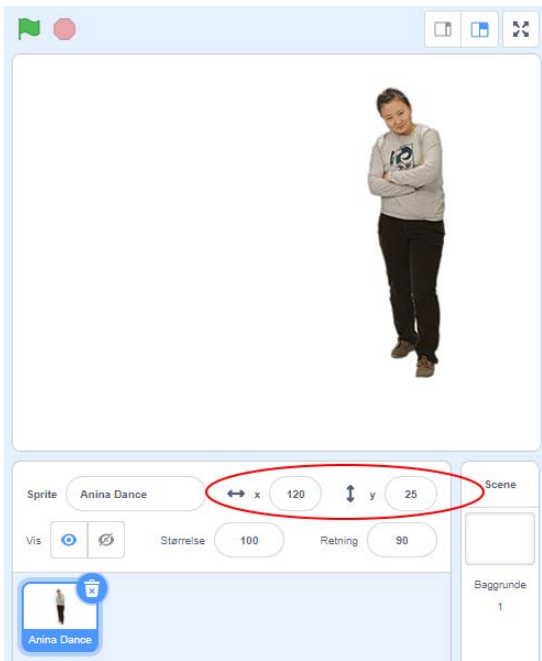 Sprite Anina Dance x 120 y 25
Vis Størrelse 100 Retning 90
Anina Dance
Scene
Baggrunde
1